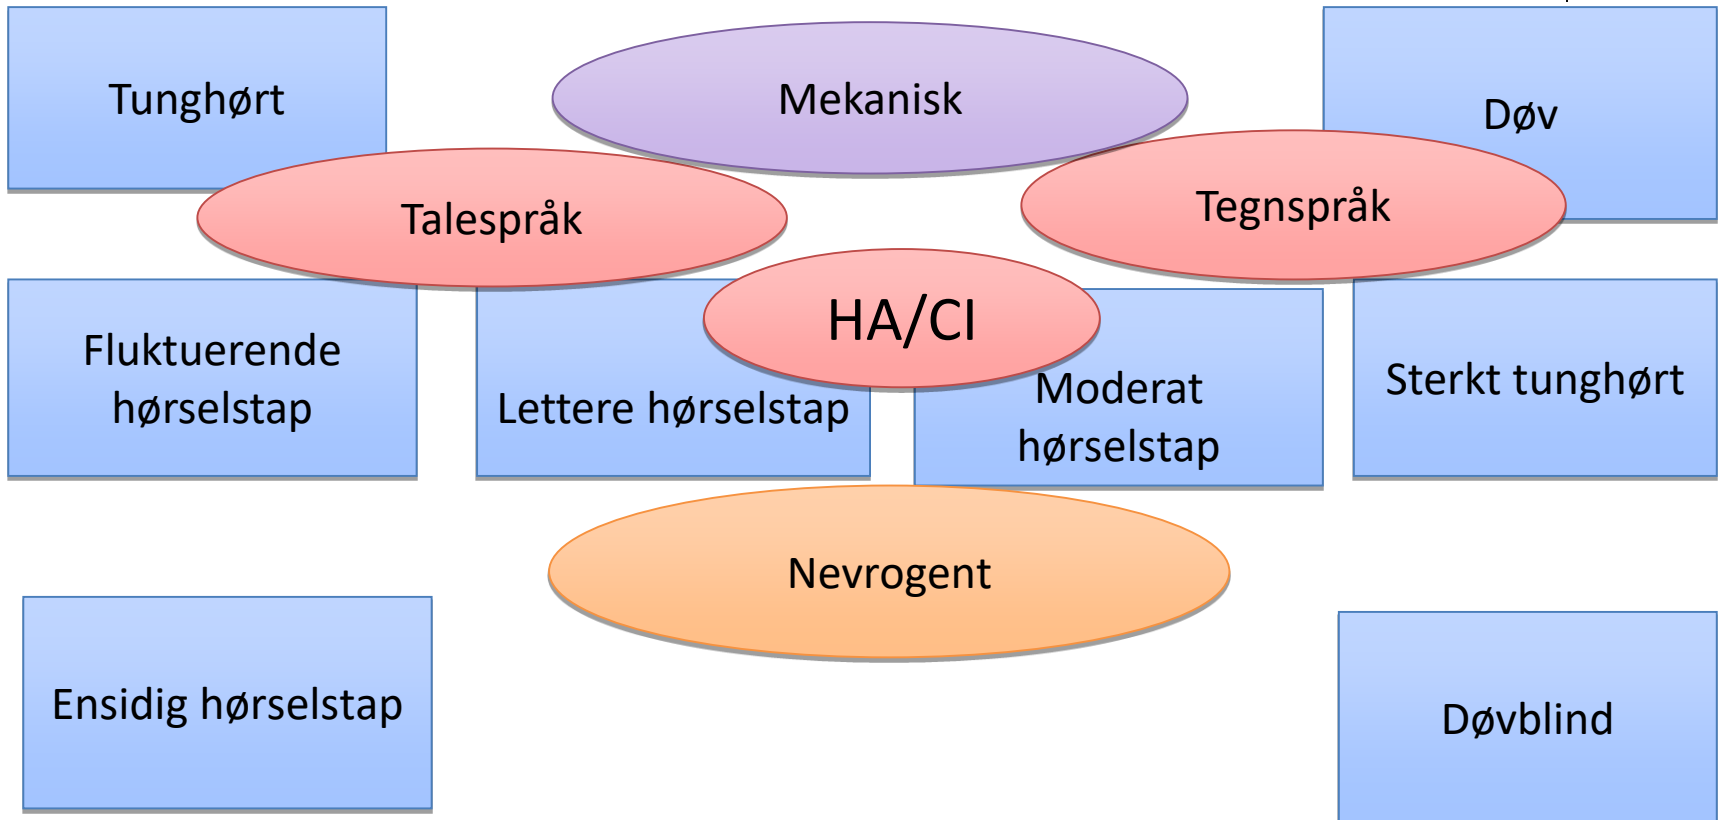 Tunghørt
Mekanisk
Døv
Talespråk
Tegnspråk
HA/CI
Fluktuerende
hørselstap
Lettere hørselstap
Moderat
hørselstap
Sterkt tunghørt
Nevrogent
Ensidig hørselstap
Døvblind